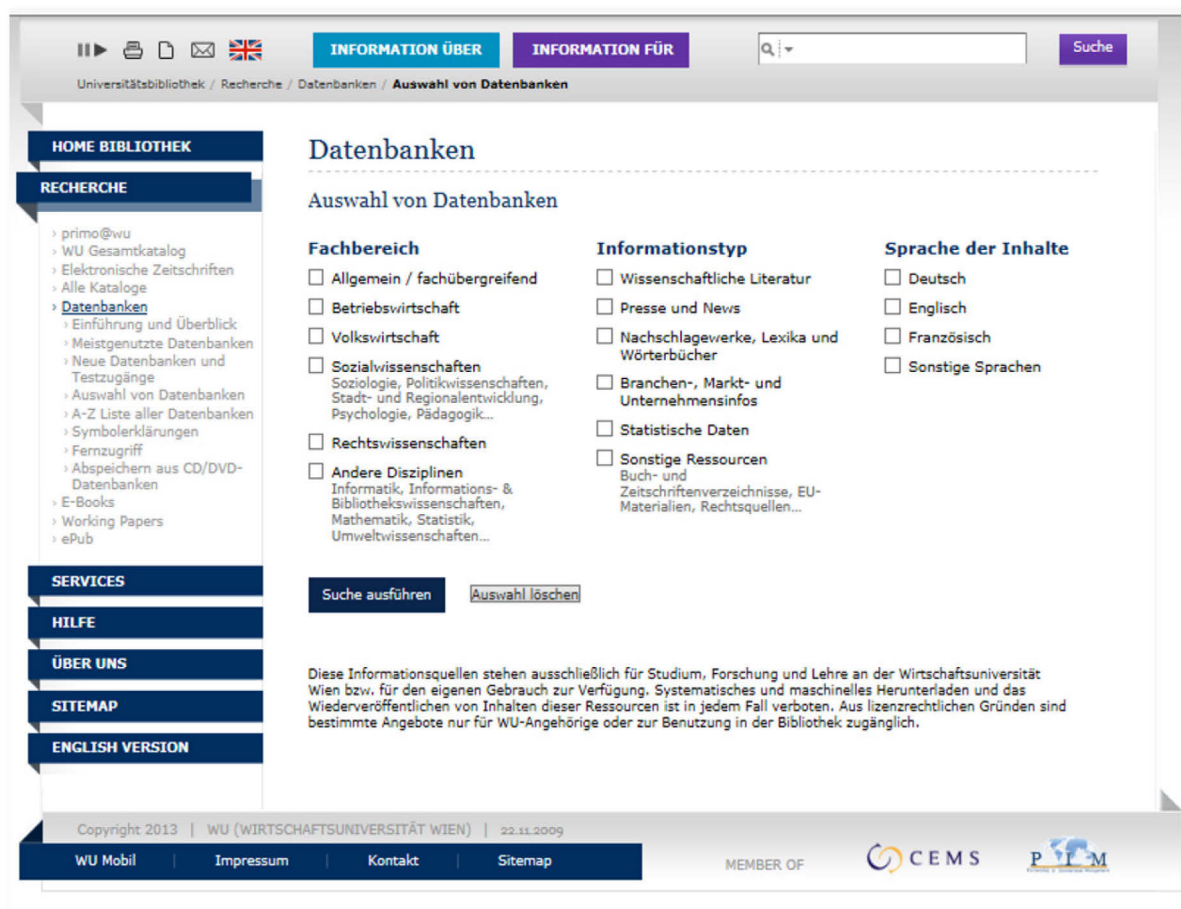 INFORMATION ÜBER
INFORMATION FÜR
Suche
Universitätsbibliothek / Recherche / Datenbanken / Auswahl von Datenbanken
HOME BIBLIOTHEK
RECHERCHE
› primo@wu
› WU Gesamtkatalog
› Elektronische Zeitschriften
› Alle Kataloge
› Datenbanken
› Einführung und Überblick
› Meistgenutzte Datenbanken
› Neue Datenbanken und
Testzugänge
› Auswahl von Datenbanken
› A-Z Liste aller Datenbanken
› Symbolerklärungen
› Fernzugriff
› Abspeichern aus CD/DVD-
Datenbanken
› E-Books
› Working Papers
› ePub
SERVICES
HILFE
ÜBER UNS
SITEMAP
ENGLISH VERSION
Datenbanken
Auswahl von Datenbanken
Fachbereich
Allgemein / fachübergreifend
Betriebswirtschaft
Volkswirtschaft
Sozialwissenschaften
Soziologie, Politikwissenschaften,
Stadt- und Regionalentwicklung,
Psychologie, Pädagogik...
Rechtswissenschaften
Andere Disziplinen
Informatik, Informations- &
Bibliothekswissenschaften,
Mathematik, Statistik,
Umweltwissenschaften...
Informationstyp
Wissenschaftliche Literatur
Presse und News
Nachschlagewerke, Lexika und
Wörterbücher
Branchen-, Markt- und
Unternehmensinfos
Statistische Daten
Sonstige Ressourcen
Buch- und
Zeitschriftenverzeichnisse, EU-
Materialien, Rechtsquellen...
Sprache der Inhalte
Deutsch
Englisch
Französisch
Sonstige Sprachen
Suche ausführen
Auswahl löschen
Diese Informationsquellen stehen ausschließlich für Studium, Forschung und Lehre an der Wirtschaftsuniversität
Wien bzw. für den eigenen Gebrauch zur Verfügung. Systematisches und maschinelles Herunterladen und das
Wiederveröffentlichen von Inhalten dieser Ressourcen ist in jedem Fall verboten. Aus lizenzrechtlichen Gründen sind
bestimmte Angebote nur für WU-Angehörige oder zur Benutzung in der Bibliothek zugänglich.
Copyright 2013 | WU (WIRTSCHAFTSUNIVERSITÄT WIEN) | 22.11.2009
WU Mobil | Impressum | Kontakt | Sitemap
MEMBER OF
CEMS
PIM